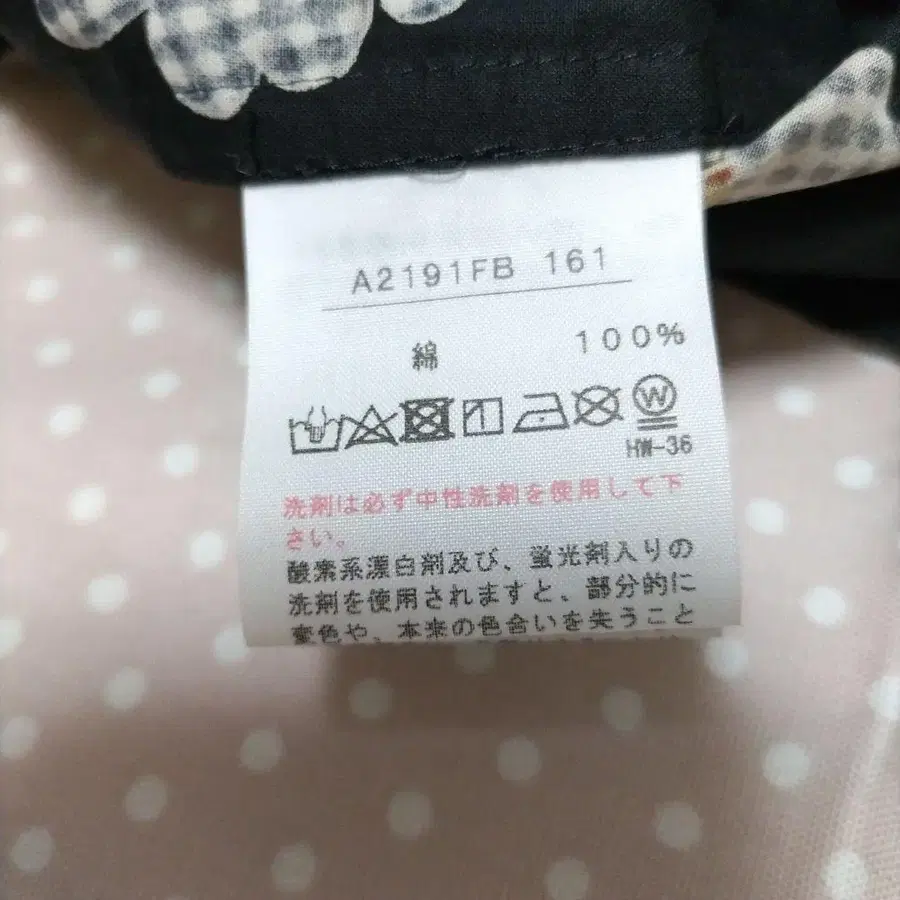 A2191FB 161
綿 100%
W
HW-36
洗剤は必ず中性洗剤を使用して下
さい。
酸素系漂白剤及び、蛍光剤入りの
洗剤を使用されますと、部分的に
変色や、本来の色合いを失うこと